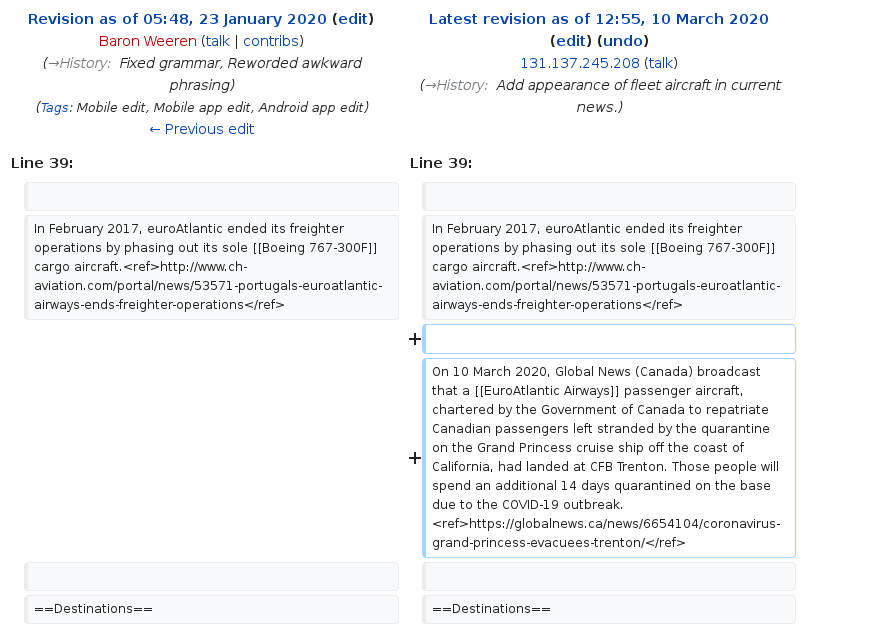 Revision as of 05:48, 23 January 2020 (edit)
Baron Weeren (talk | contribs)
(→History: Fixed grammar, Reworded awkward
phrasing)
(Tags: Mobile edit, Mobile app edit, Android app edit)
← Previous edit
Latest revision as of 12:55, 10 March 2020
(edit) (undo)
131.137.245.208 (talk)
(→History: Add appearance of fleet aircraft in current
news.)
Line 39:
Line 39:
In February 2017, euroAtlantic ended its freighter
operations by phasing out its sole [[Boeing 767-300F]]
cargo aircraft.<ref>http://www.ch-
aviation.com/portal/news/53571-portugals-euroatlantic-
airways-ends-freighter-operations</ref>
In February 2017, euroAtlantic ended its freighter
operations by phasing out its sole [[Boeing 767-300F]]
cargo aircraft.<ref>http://www.ch-
aviation.com/portal/news/53571-portugals-euroatlantic-
airways-ends-freighter-operations</ref>
+
+
On 10 March 2020, Global News (Canada) broadcast
that a [[EuroAtlantic Airways]] passenger aircraft,
chartered by the Government of Canada to repatriate
Canadian passengers left stranded by the quarantine
on the Grand Princess cruise ship off the coast of
California, had landed at CFB Trenton. Those people will
spend an additional 14 days quarantined on the base
due to the COVID-19 outbreak.
<ref>https://globalnews.ca/news/6654104/coronavirus-
grand-princess-evacuees-trenton/</ref>
==Destinations==
==Destinations==